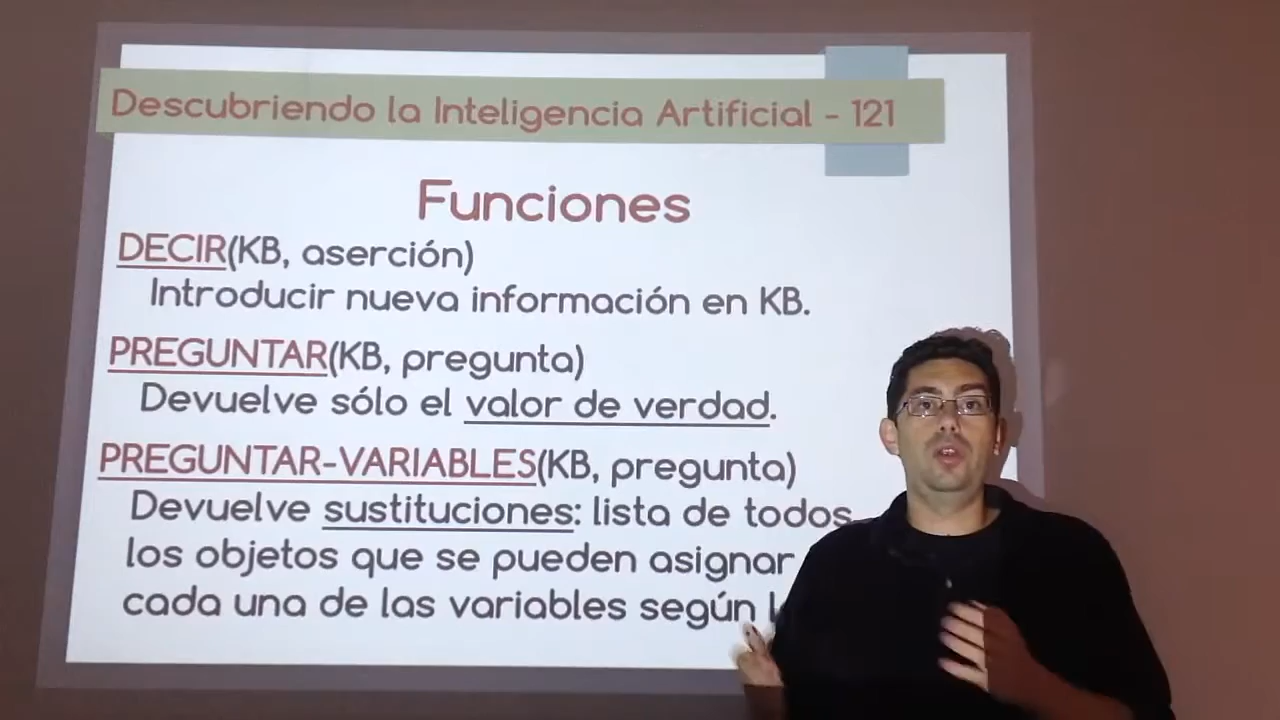 Descubriendo la Inteligencia Artificial - 121
Funciones
DECIR(KB, aserción)
Introducir nueva información en KB.
PREGUNTAR(KB, pregunta)
Devuelve sólo el valor de verdad.
PREGUNTAR-VARIABLES(KB, pregunta)
Devuelve sustituciones: lista de todos
los objetos que se pueden asignar
cada una de las variables según